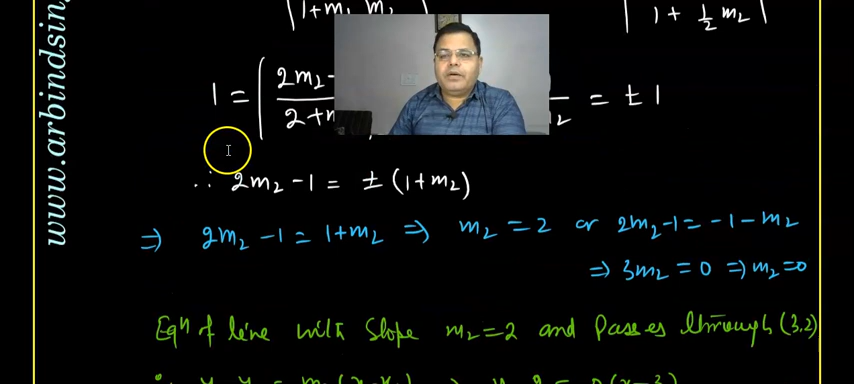 |1+m₁ m₂| |1 + ½ m₂|
1 = | 2m₂- / 2+m = ± 1
∴ 2m₂ -1 = ± (1+m₂)
⇒ 2m₂ -1 = 1+m₂ ⇒ m₂ = 2 or 2m₂-1 = -1-m₂
⇒ 3m₂ = 0 ⇒ m₂=0
Eqⁿ of line with Slope m₂=2 and Passes through (3,2)
www.arbindsing